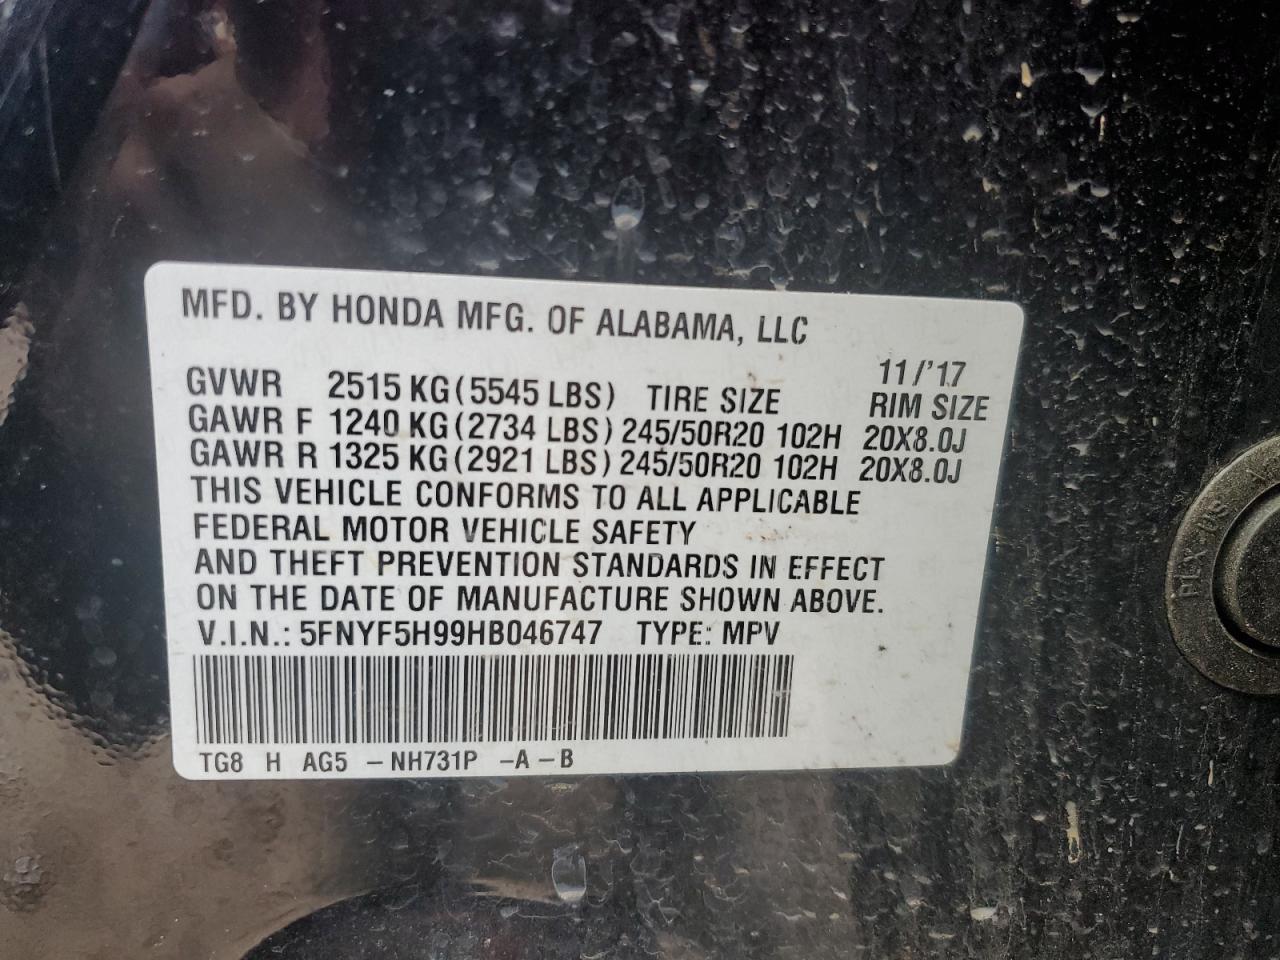 MFD. BY HONDA MFG. OF ALABAMA, LLC
11/'17
GVWR 2515 KG (5545 LBS) TIRE SIZE RIM SIZE
GAWR F 1240 KG (2734 LBS) 245/50R20 102H 20X8.0J
GAWR R 1325 KG (2921 LBS) 245/50R20 102H 20X8.0J
THIS VEHICLE CONFORMS TO ALL APPLICABLE
FEDERAL MOTOR VEHICLE SAFETY
AND THEFT PREVENTION STANDARDS IN EFFECT
ON THE DATE OF MANUFACTURE SHOWN ABOVE.
V.I.N.: 5FNYF5H99HB046747 TYPE: MPV
TG8 H AG5 -NH731P -A-B